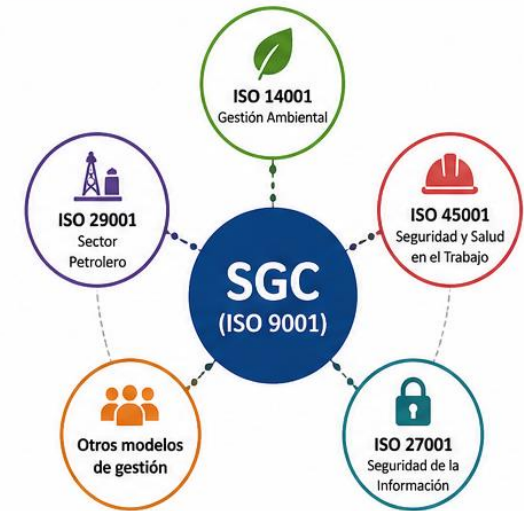 ISO 14001
Gestión Ambiental
ISO 29001
Sector
Petrolero
ISO 45001
Seguridad y Salud
en el Trabajo
SGC
(ISO 9001)
Otros modelos
de gestión
ISO 27001
Seguridad de la
Información